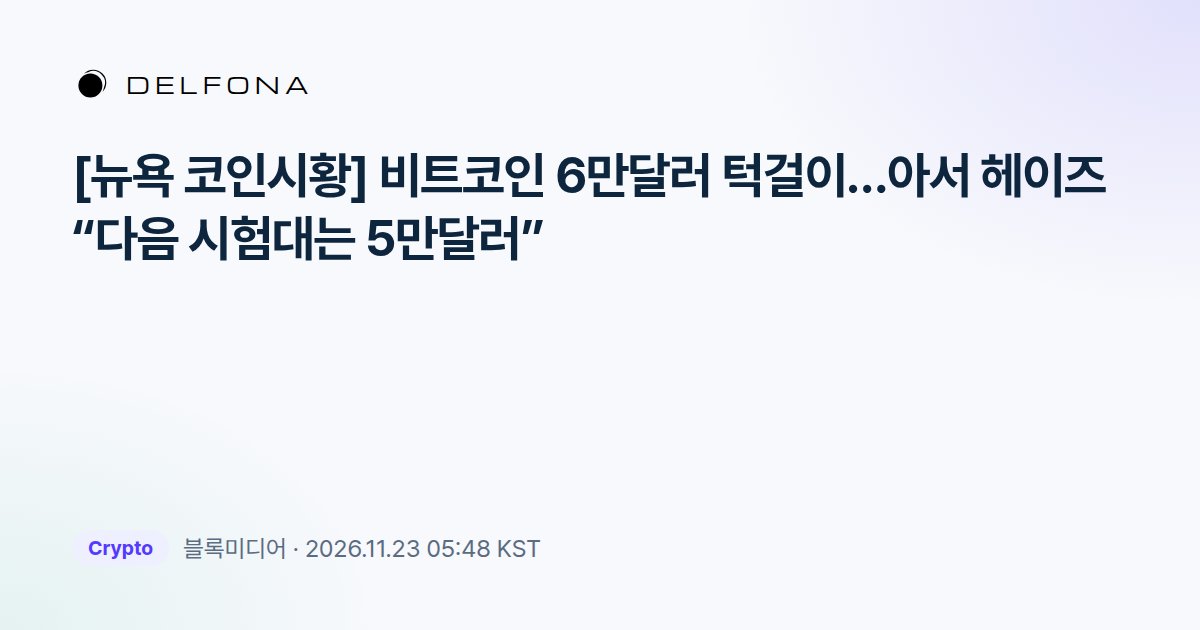 DELFONA
[뉴욕 코인시황] 비트코인 6만달러 턱걸이…아서 헤이즈
“다음 시험대는 5만달러”
Crypto 블록미디어 · 2026.11.23 05:48 KST